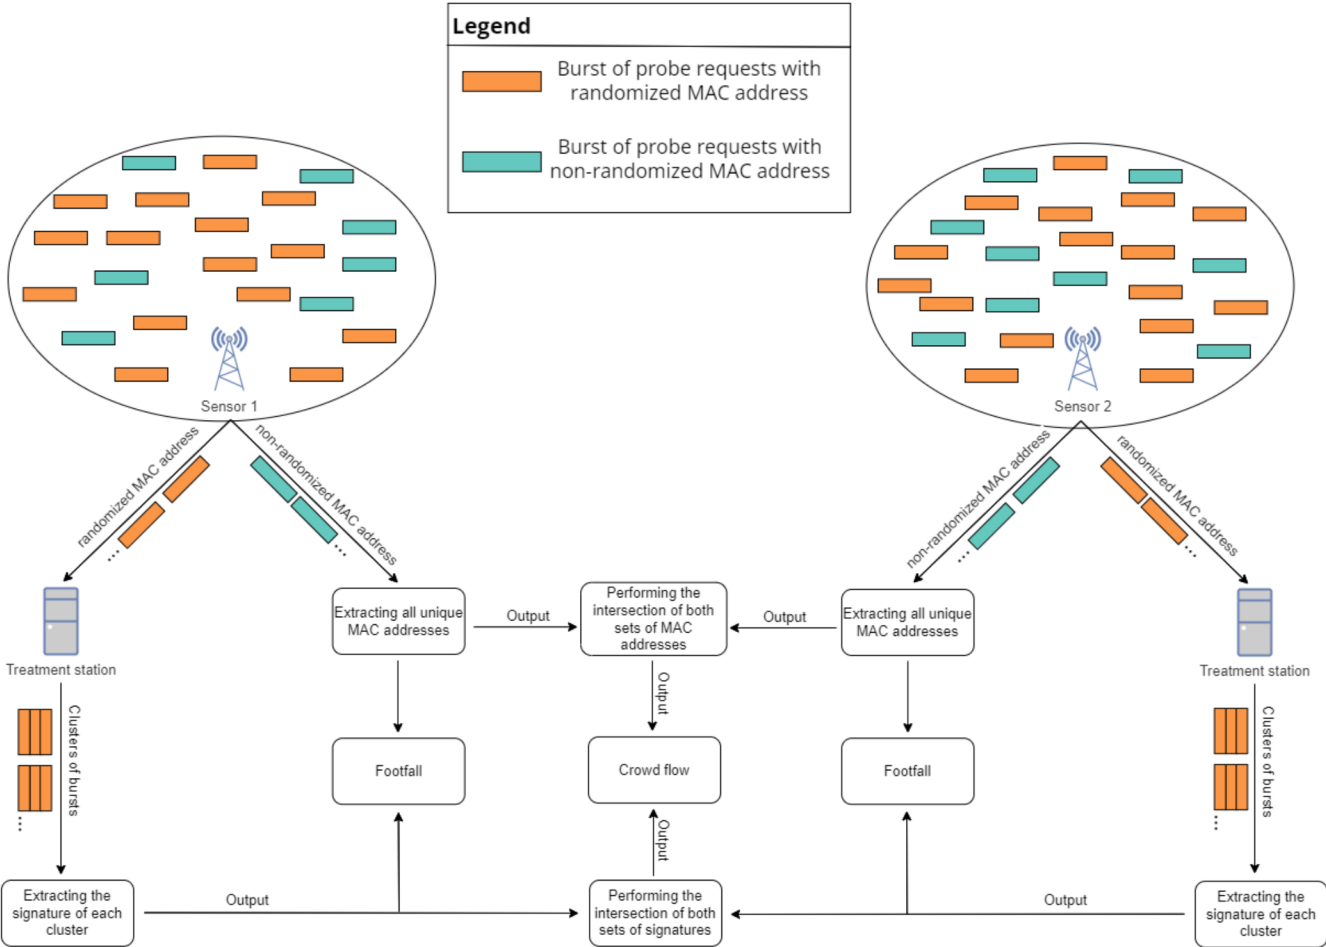 Legend
Burst of probe requests with
randomized MAC address
Burst of probe requests with
non-randomized MAC address
Sensor 1
Sensor 2
randomized MAC address
...
non-randomized MAC address
...
non-randomized MAC address
...
randomized MAC address
...
Treatment station
Extracting all unique
MAC addresses
Output
Performing the
intersection of both
sets of MAC
addresses
Output
Extracting all unique
MAC addresses
Treatment station
Output
Clusters of bursts
...
Footfall
Crowd flow
Footfall
Clusters of bursts
...
Output
Extracting the
signature of each
cluster
Output
Performing the
intersection of both
sets of signatures
Output
Extracting the
signature of each
cluster